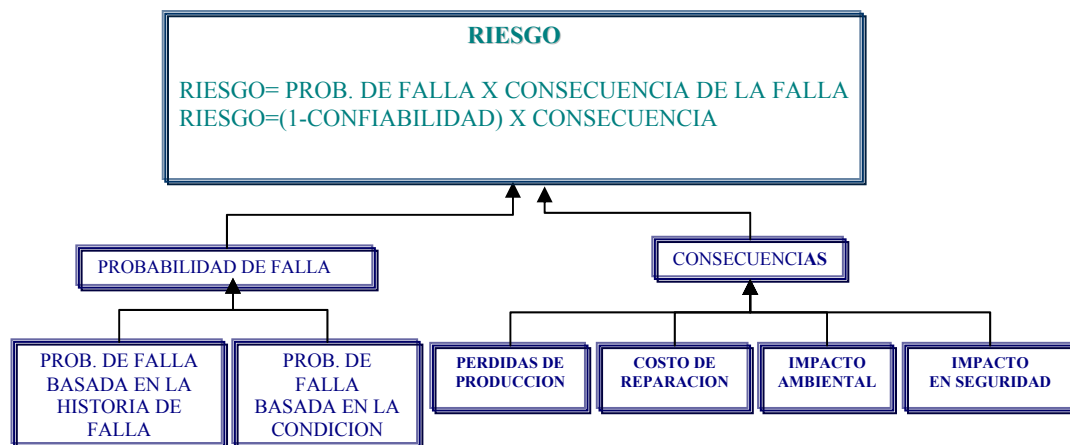 RIESGO
RIESGO= PROB. DE FALLA X CONSECUENCIA DE LA FALLA
RIESGO=(1-CONFIABILIDAD) X CONSECUENCIA
PROBABILIDAD DE FALLA
CONSECUENCIAS
PROB. DE FALLA
BASADA EN LA
HISTORIA DE
FALLA
PROB. DE
FALLA
BASADA EN LA
CONDICION
PERDIDAS DE
PRODUCCION
COSTO DE
REPARACION
IMPACTO
AMBIENTAL
IMPACTO
EN SEGURIDAD